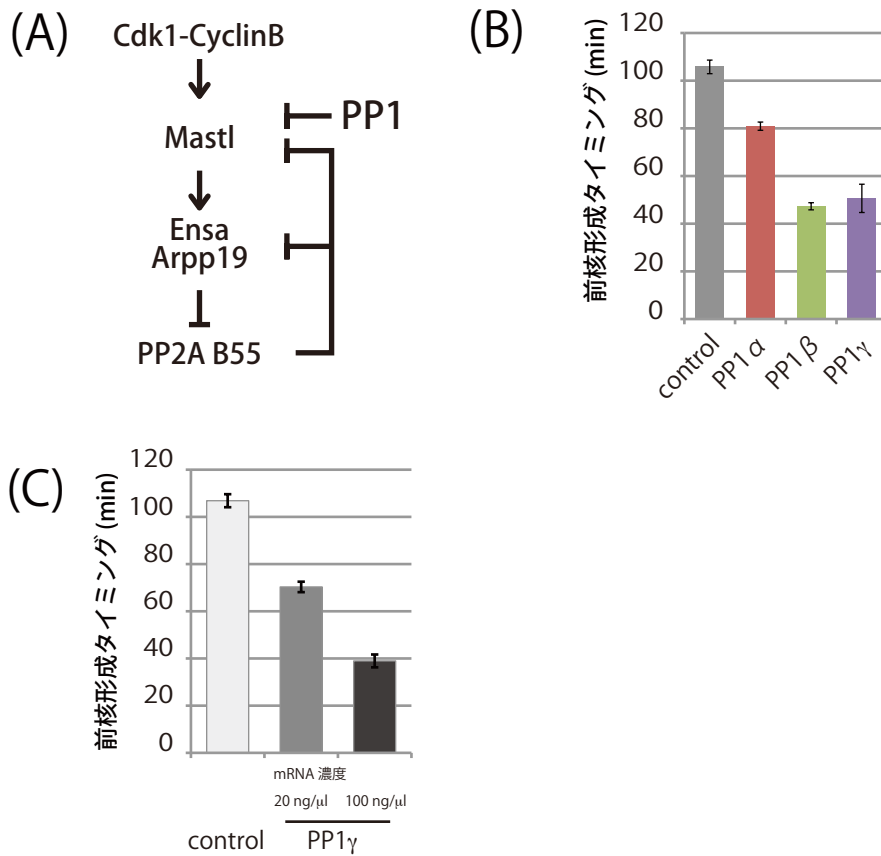 (A)
Cdk1-CyclinB
Mastl
PP1
Ensa
Arpp19
PP2A B55
(B)
前核形成タイミング (min)
120
100
80
60
40
20
0
control
PP1α
PP1β
PP1γ
(C)
前核形成タイミング (min)
120
100
80
60
40
20
0
mRNA 濃度
20 ng/μl 100 ng/μl
control PP1γ